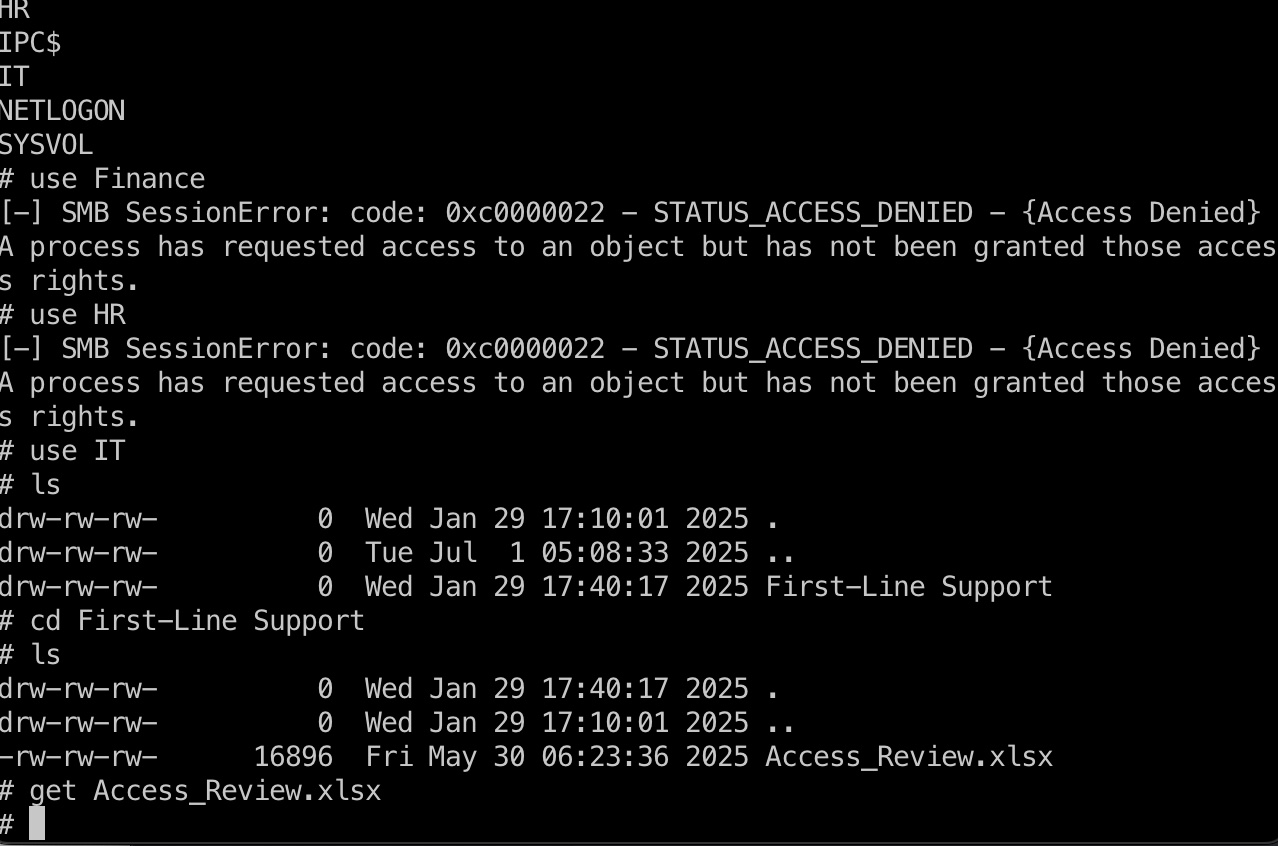 HR
IPC$
IT
NETLOGON
SYSVOL
# use Finance
[-] SMB SessionError: code: 0xc0000022 - STATUS_ACCESS_DENIED - {Access Denied}
A process has requested access to an object but has not been granted those acces
s rights.
# use HR
[-] SMB SessionError: code: 0xc0000022 - STATUS_ACCESS_DENIED - {Access Denied}
A process has requested access to an object but has not been granted those acces
s rights.
# use IT
# ls
drw-rw-rw-          0  Wed Jan 29 17:10:01 2025 .
drw-rw-rw-          0  Tue Jul  1 05:08:33 2025 ..
drw-rw-rw-          0  Wed Jan 29 17:40:17 2025 First-Line Support
# cd First-Line Support
# ls
drw-rw-rw-          0  Wed Jan 29 17:40:17 2025 .
drw-rw-rw-          0  Wed Jan 29 17:10:01 2025 ..
-rw-rw-rw-      16896  Fri May 30 06:23:36 2025 Access_Review.xlsx
# get Access_Review.xlsx
#